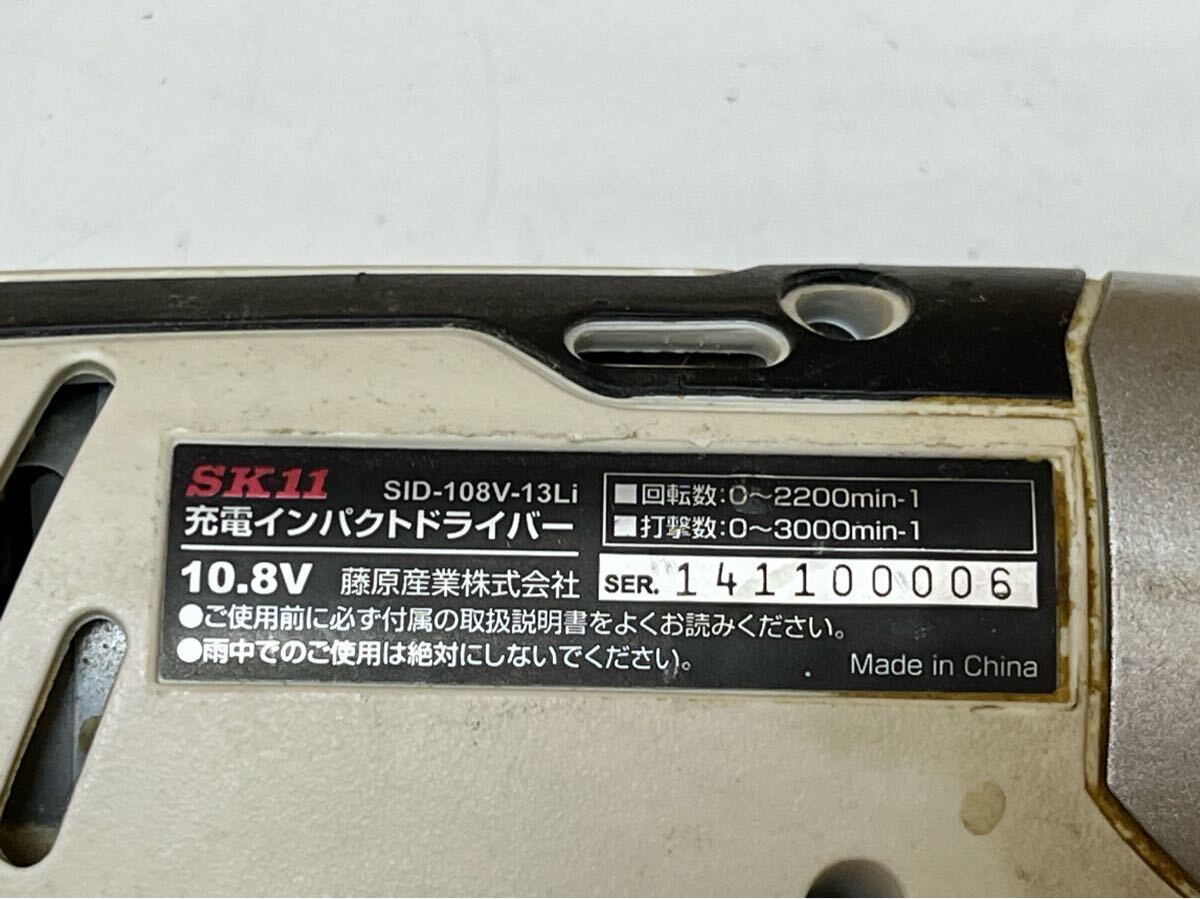 SK11 SID-108V-13Li
充電インパクトドライバー
10.8V 藤原産業株式会社
■回転数:0～2200min-1
■打撃数:0～3000min-1
SER. 141100006
●ご使用前に必ず付属の取扱説明書をよくお読みください。
●雨中でのご使用は絶対にしないでください。
Made in China